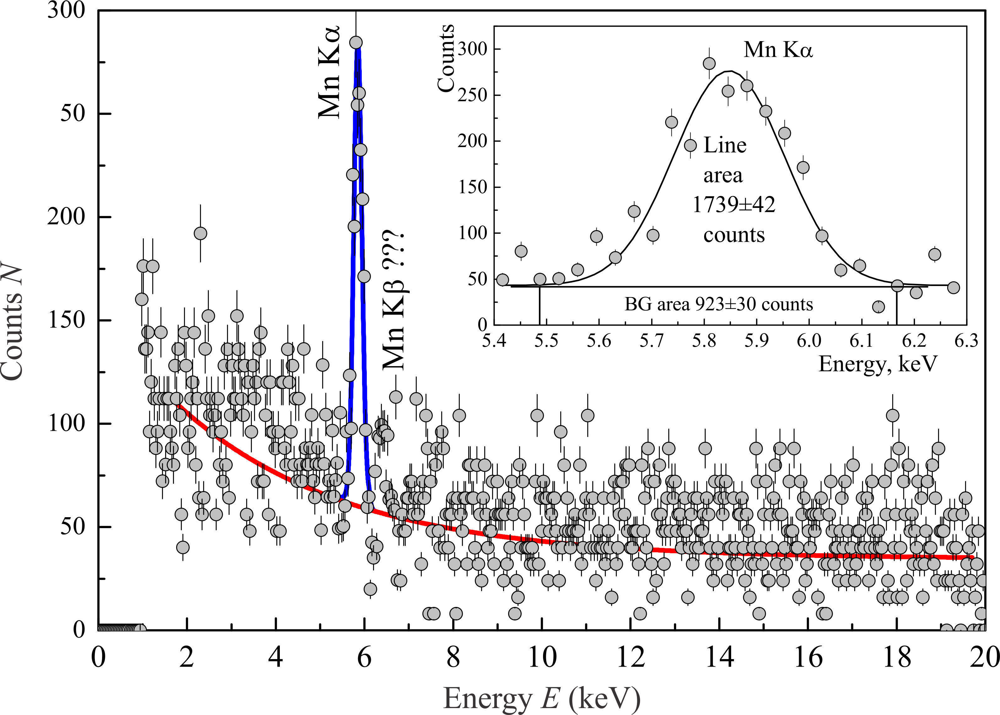 Counts N
300
50
200
150
100
50
0
0 2 4 6 8 10 12 14 16 18 20
Energy E (keV)
Mn Kα
Mn Kβ ???
Counts
300
250
200
150
100
50
0
Mn Kα
Line
area
1739±42
counts
BG area 923±30 counts
5.4 5.5 5.6 5.7 5.8 5.9 6.0 6.1 6.2 6.3
Energy, keV